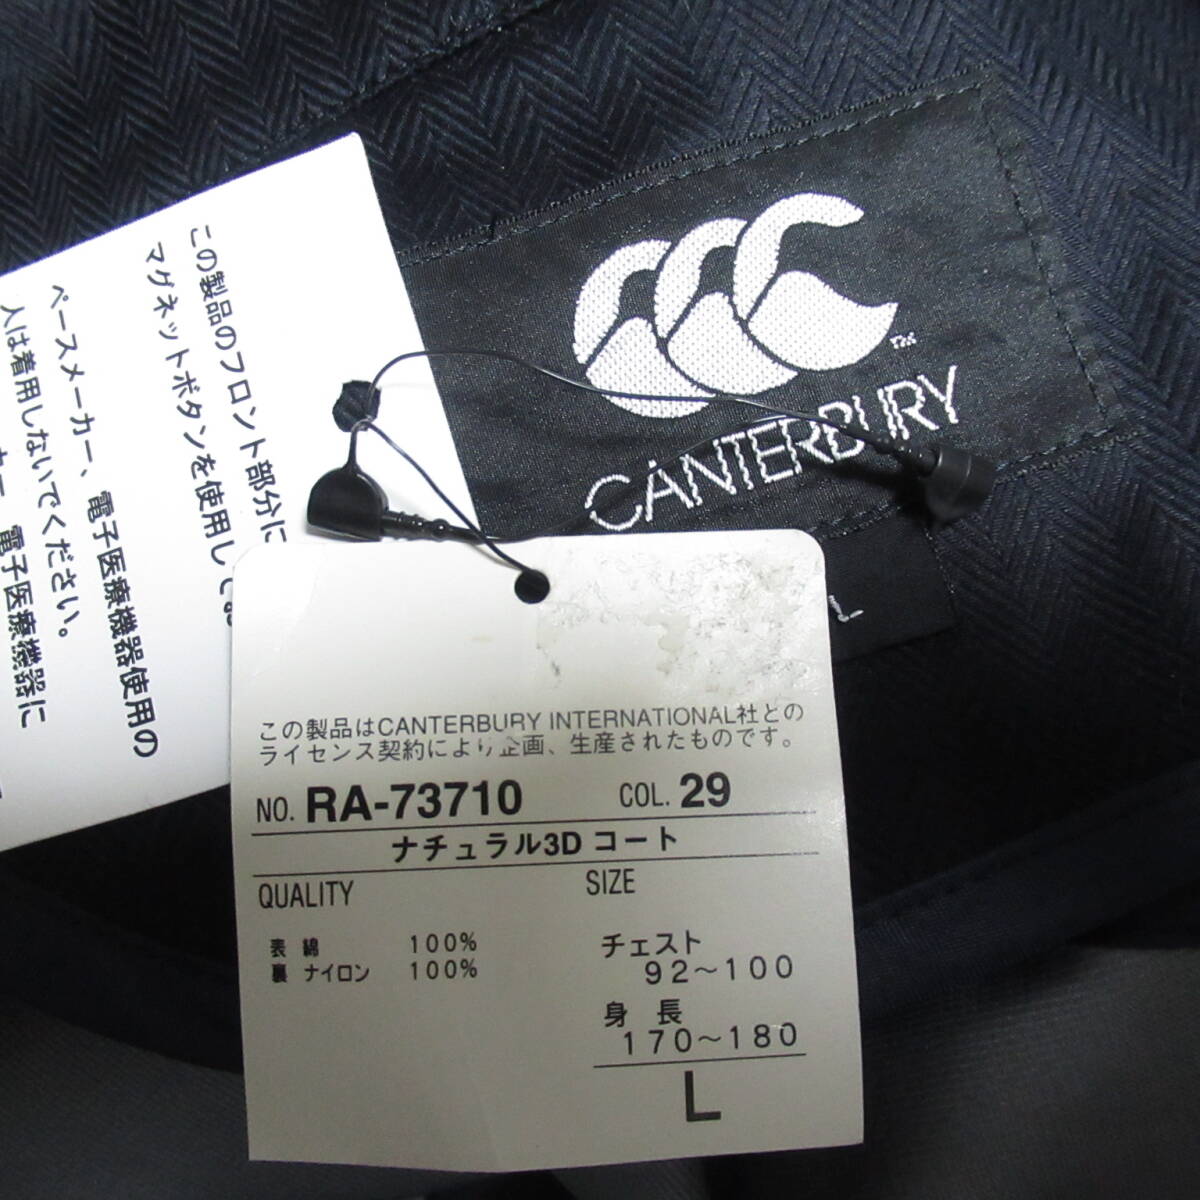 この製品のフロント部分に
マグネットボタンを使用して
ペースメーカー、電子医療機器使用の
人は着用しないでください。
電子医療機器に
CANTERBURY
TM
L
この製品はCANTERBURY INTERNATIONAL社との
ライセンス契約により企画、生産されたものです。
NO. RA-73710 COL. 29
ナチュラル3D コート
QUALITY SIZE
表 綿 100%
裏 ナイロン 100%
チェスト
92～100
身 長
170～180
L